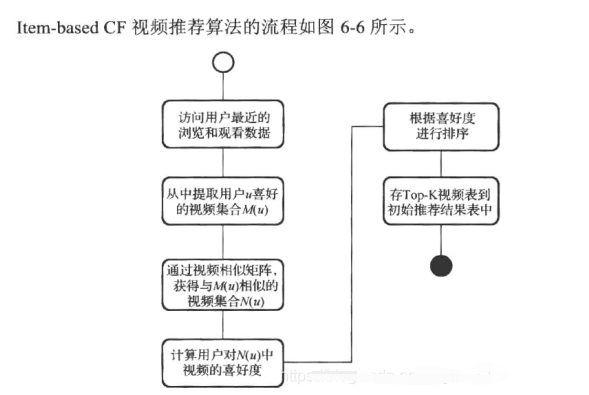 Item-based CF 视频推荐算法的流程如图 6-6 所示。
访问用户最近的
浏览和观看数据
从中提取用户u喜好
的视频集合M(u)
通过视频相似矩阵，
获得与M(u)相似的
视频集合N(u)
计算用户对N(u)中
视频的喜好度
根据喜好度
进行排序
存Top-K视频表到
初始推荐结果表中